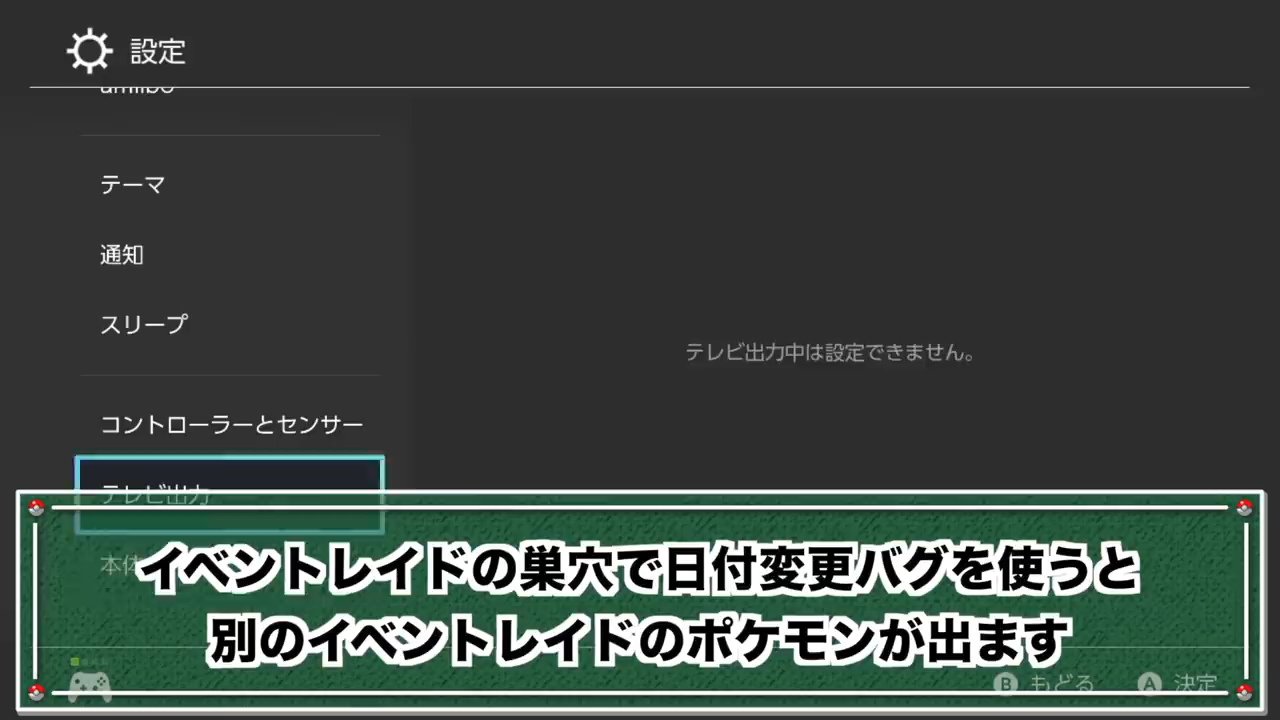 設定
amiibo
テーマ
通知
スリープ
テレビ出力中は設定できません。
コントローラーとセンサー
テレビ出力
本体
イベントレイドの巣穴で日付変更バグを使うと
別のイベントレイドのポケモンが出ます
B もどる A 決定